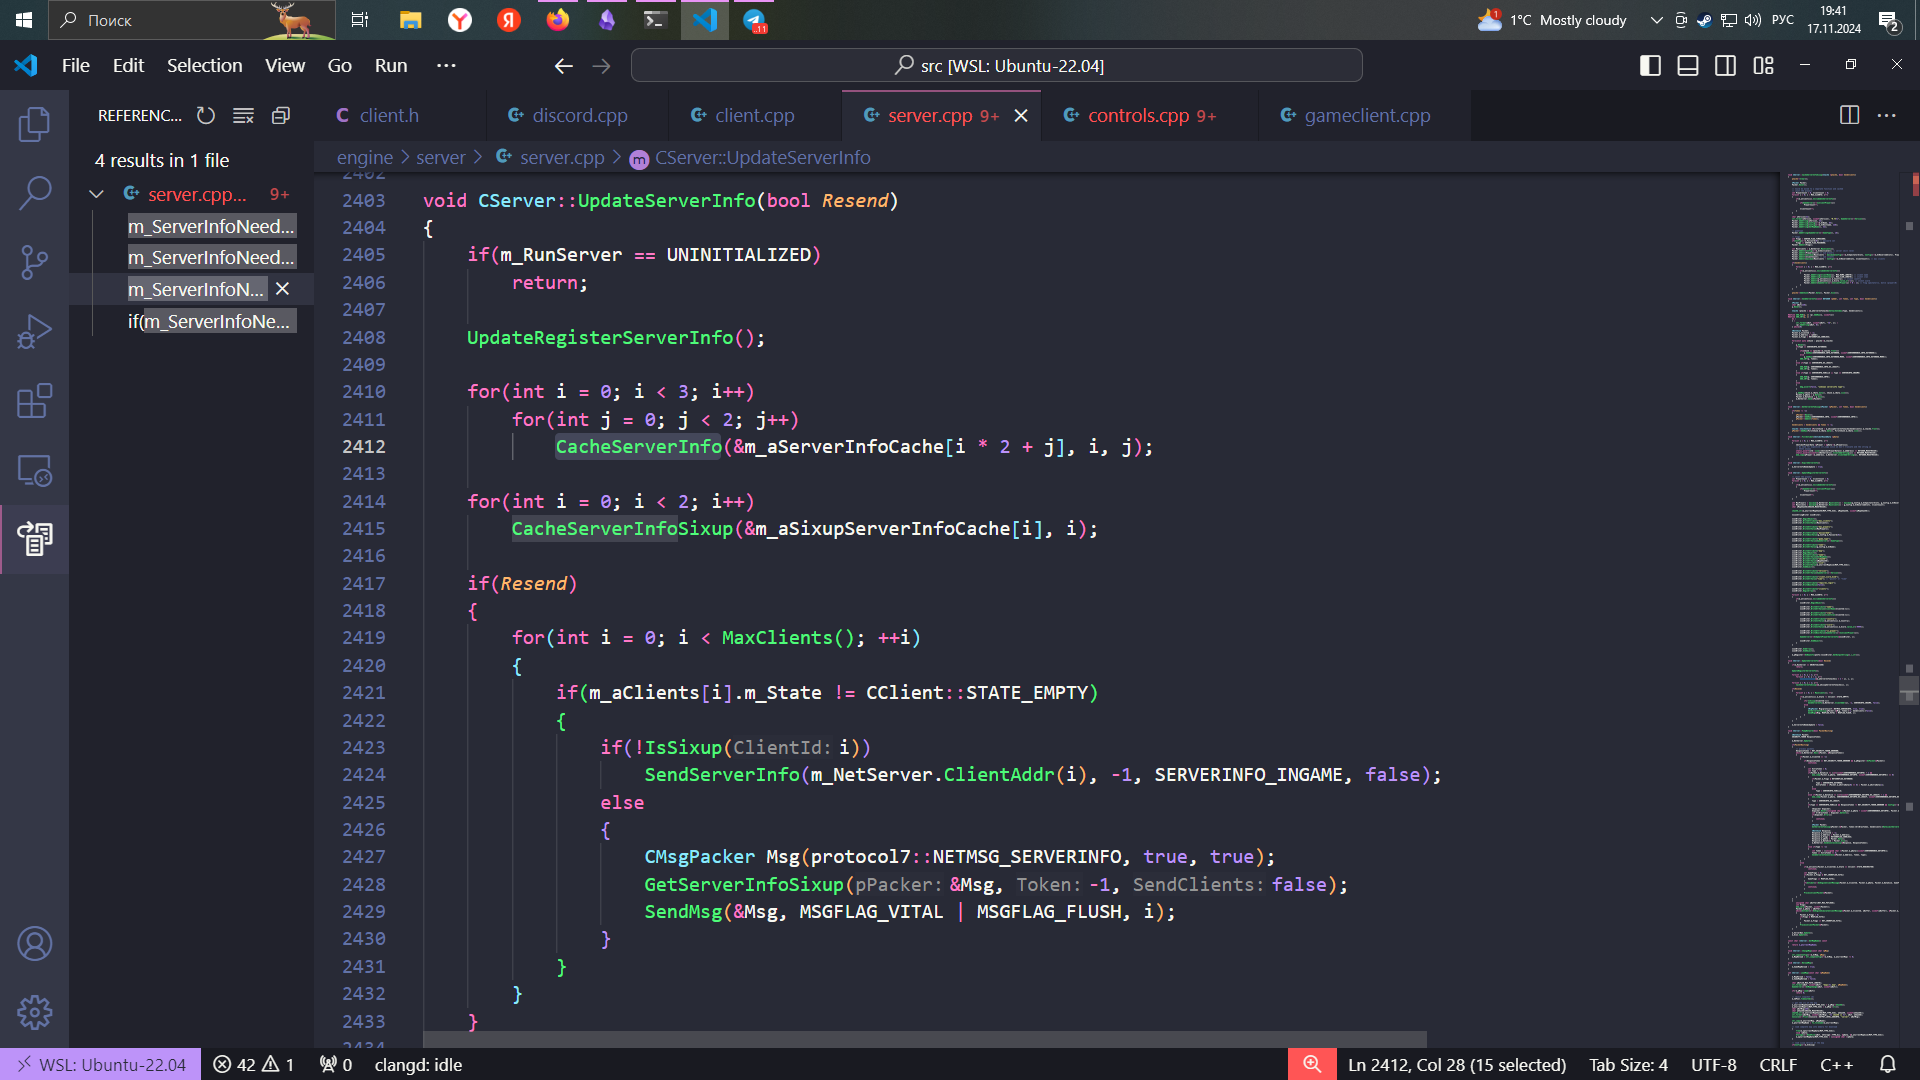 Поиск
11
1
1°C Mostly cloudy
РУС
19:41
17.11.2024
2
File Edit Selection View Go Run ···
src [WSL: Ubuntu-22.04]
REFERENC...
4 results in 1 file
server.cpp... 9+
m_ServerInfoNeed...
m_ServerInfoNeed...
m_ServerInfoN...
if(m_ServerInfoNe...
client.h
discord.cpp
client.cpp
server.cpp 9+
controls.cpp 9+
gameclient.cpp
engine > server > server.cpp > CServer::UpdateServerInfo
2402
2403 void CServer::UpdateServerInfo(bool Resend)
2404 {
2405 if(m_RunServer == UNINITIALIZED)
2406 return;
2407
2408 UpdateRegisterServerInfo();
2409
2410 for(int i = 0; i < 3; i++)
2411 for(int j = 0; j < 2; j++)
2412 CacheServerInfo(&m_aServerInfoCache[i * 2 + j], i, j);
2413
2414 for(int i = 0; i < 2; i++)
2415 CacheServerInfoSixup(&m_aSixupServerInfoCache[i], i);
2416
2417 if(Resend)
2418 {
2419 for(int i = 0; i < MaxClients(); ++i)
2420 {
2421 if(m_aClients[i].m_State != CClient::STATE_EMPTY)
2422 {
2423 if(!IsSixup(ClientId: i))
2424 SendServerInfo(m_NetServer.ClientAddr(i), -1, SERVERINFO_INGAME, false);
2425 else
2426 {
2427 CMsgPacker Msg(protocol7::NETMSG_SERVERINFO, true, true);
2428 GetServerInfoSixup(pPacker: &Msg, Token: -1, SendClients: false);
2429 SendMsg(&Msg, MSGFLAG_VITAL | MSGFLAG_FLUSH, i);
2430 }
2431 }
2432 }
2433 }
2434
WSL: Ubuntu-22.04 42 1 0 clangd: idle
Ln 2412, Col 28 (15 selected) Tab Size: 4 UTF-8 CRLF C++